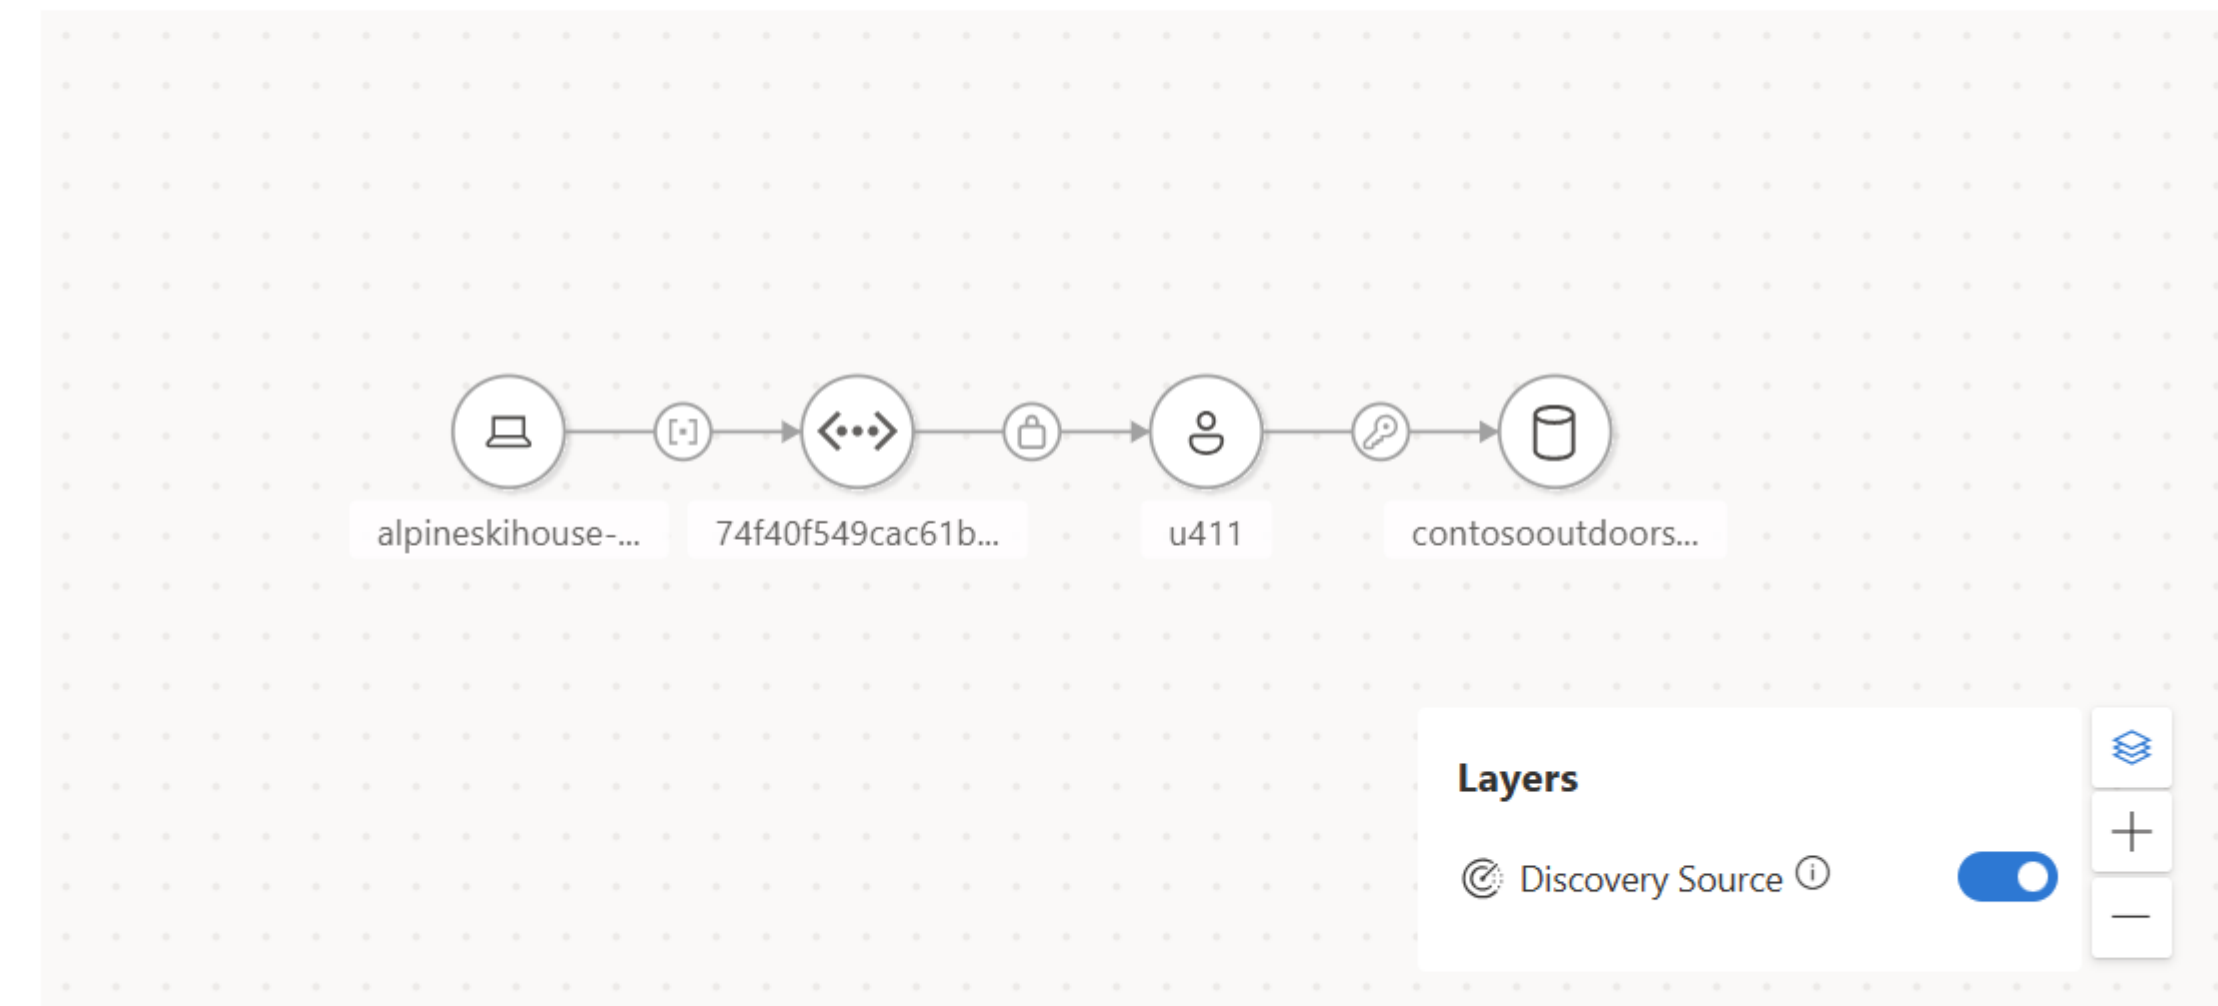 alpineskihouse-...
74f40f549cac61b...
u411
contosooutdoors...
Layers
Discovery Source